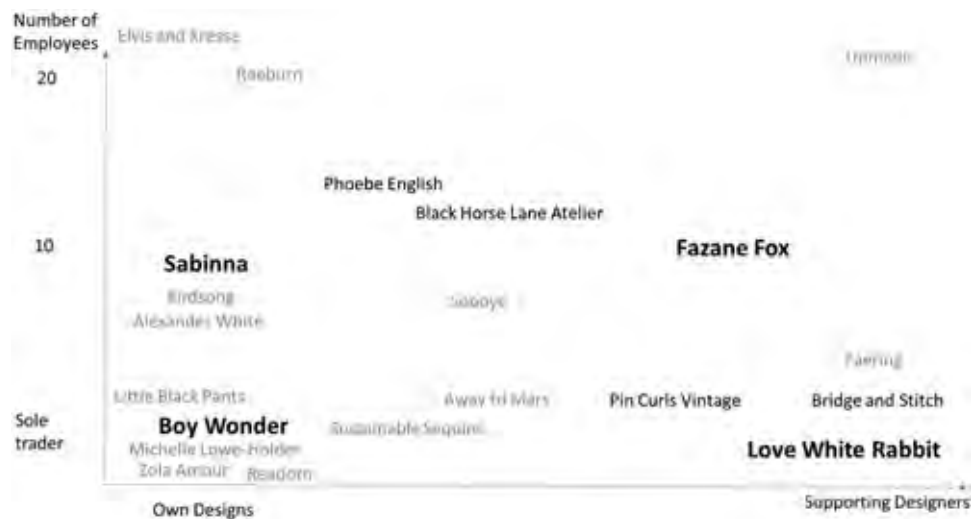 Number of
Employees
Elvis and Kresse
20
Raeburn
Phoebe English
Black Horse Lane Atelier
10
Fazane Fox
Sabinna
Birdsong
Alexander White
Faering
Little Black Pants
Away to Mars
Pin Curls Vintage
Bridge and Stitch
Sole
trader
Boy Wonder
Sustainable Sequins
Michelle Lowe-Holder
Love White Rabbit
Zola Amour
Readorn
Own Designs
Supporting Designers